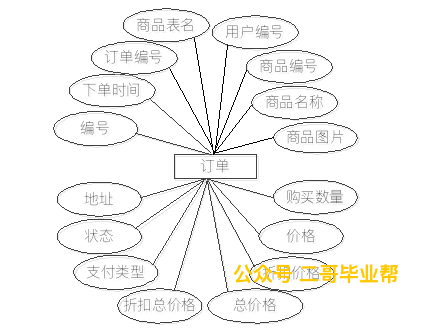 商品表名
用户编号
订单编号
商品编号
下单时间
商品名称
编号
商品图片
订单
地址
购买数量
状态
价格
支付类型
公众号 二哥毕业帮
折扣总价格
总价格